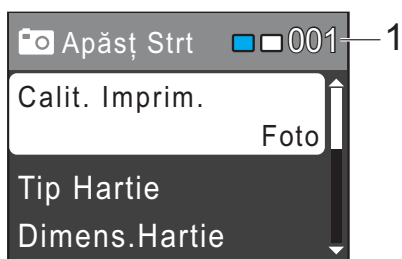 Apăsț Strt 001 1
Calit. Imprim.
Foto
Tip Hartie
Dimens.Hartie